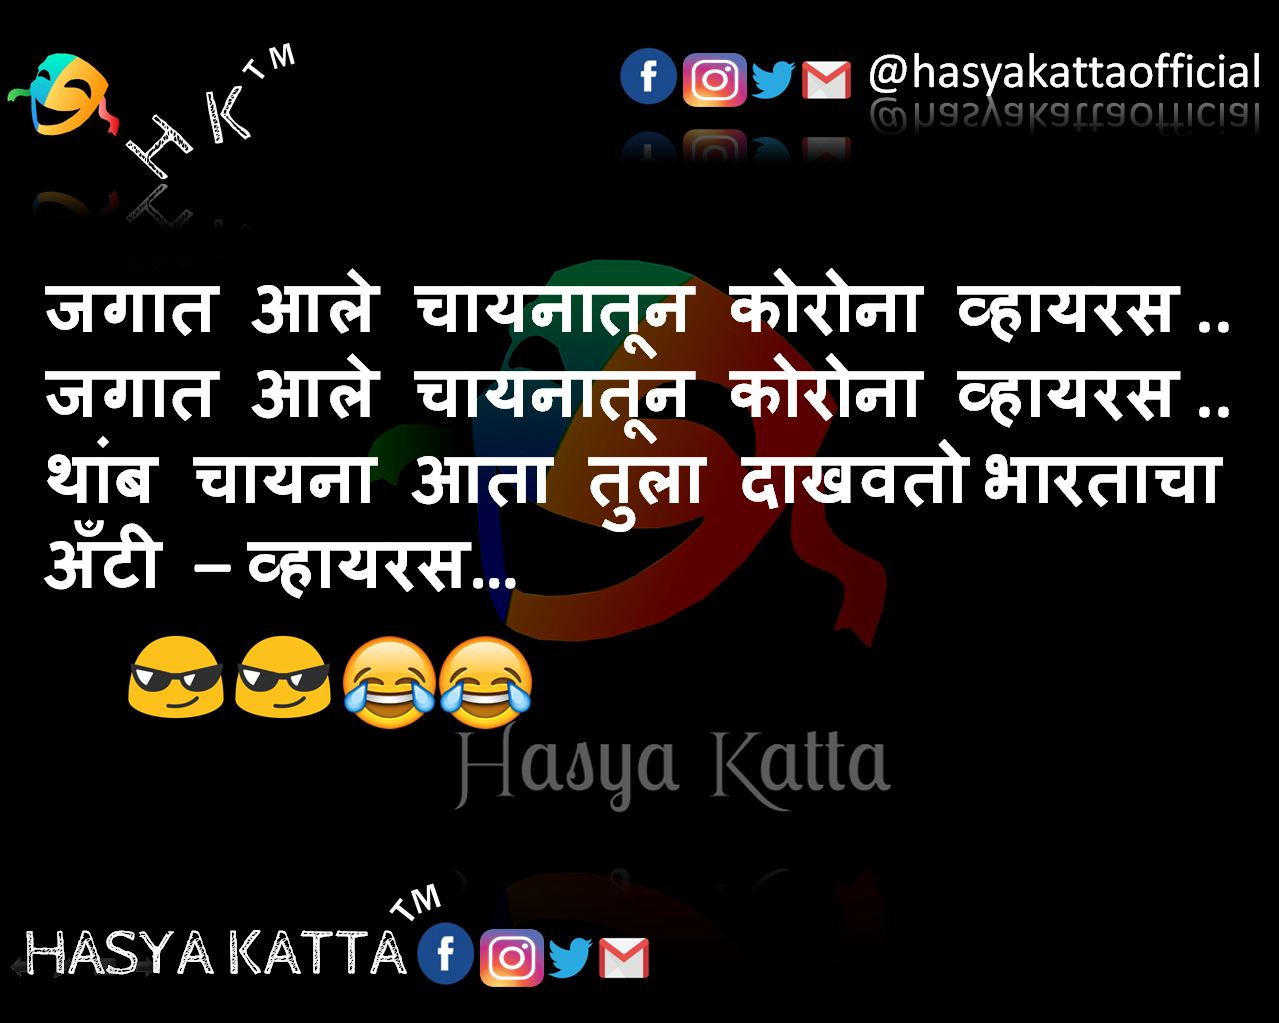 HK™
@hasyakattaofficial
जगात आले चायनातून कोरोना व्हायरस ..
जगात आले चायनातून कोरोना व्हायरस ..
थांब चायना आता तुला दाखवतो भारताचा
अँटी – व्हायरस...
Hasya Katta
HASYA KATTA™